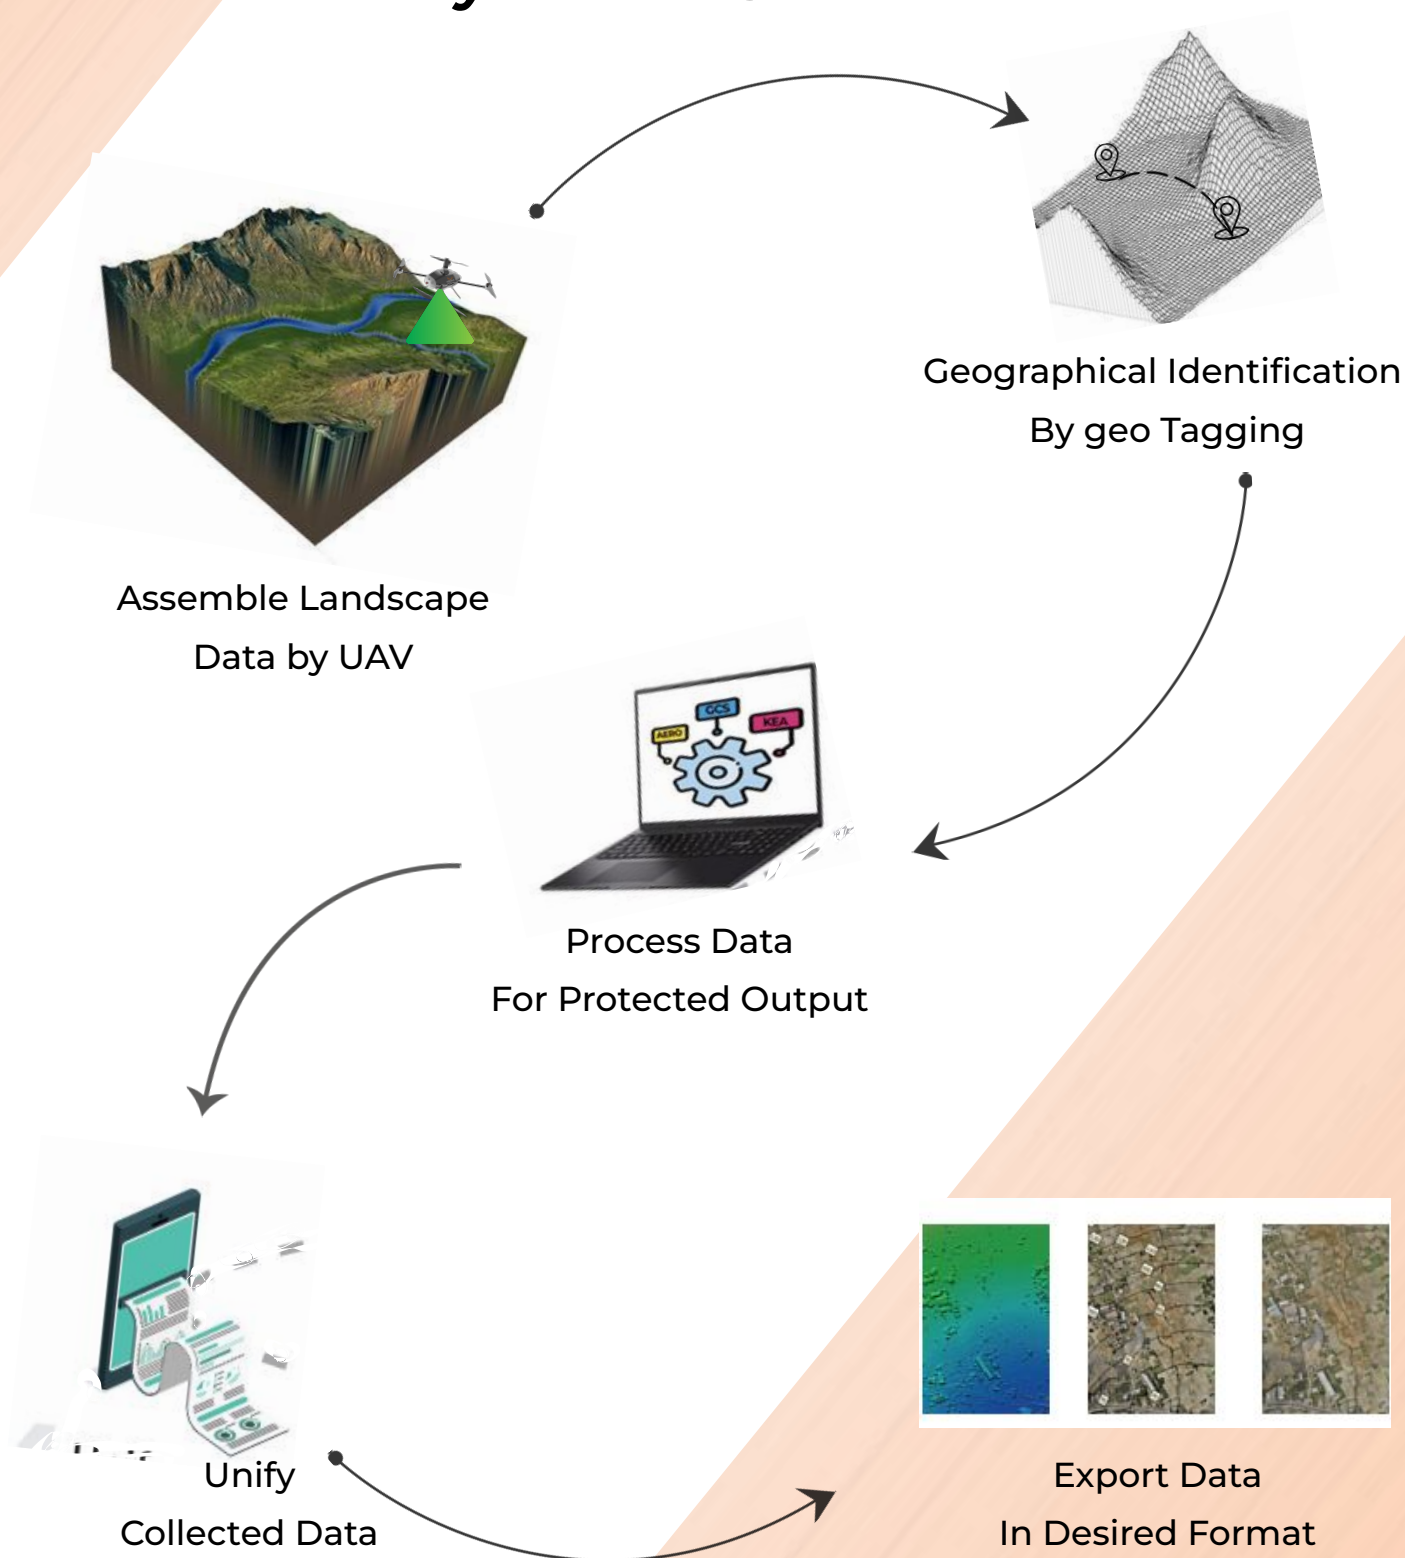 Geographical Identification
By geo Tagging
Assemble Landscape
Data by UAV
GCS
KEA
AERO
Process Data
For Protected Output
Unify
Collected Data
Export Data
In Desired Format